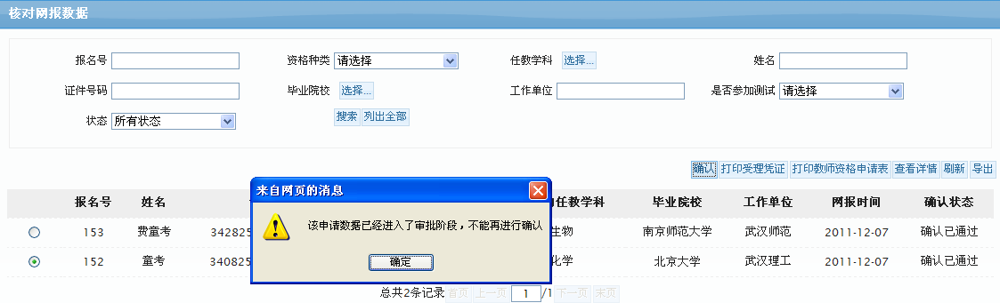 核对网报数据
报名号 资格种类 请选择 任教学科 选择... 姓名
证件号码 毕业院校 选择... 工作单位 是否参加测试 请选择
状态 所有状态 搜索 列出全部
确认 打印受理凭证 打印教师资格申请表 查看详情 刷新 导出
来自网页的消息
该申请数据已经进入了审批阶段，不能再进行确认
确定
报名号 姓名 任教学科 毕业院校 工作单位 网报时间 确认状态
153 费童考 342825 生物 南京师范大学 武汉师范 2011-12-07 确认已通过
152 童考 340825 化学 北京大学 武汉理工 2011-12-07 确认已通过
总共2条记录 首页 上一页 1 /1 下一页 末页